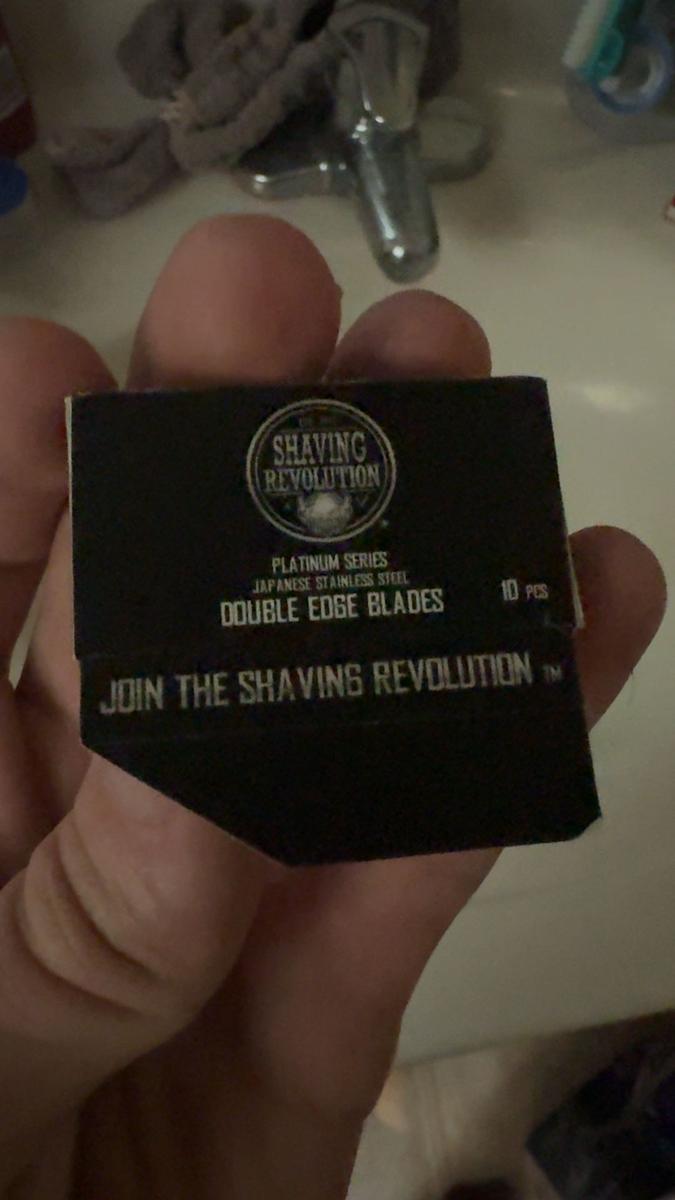 SHAVING
REVOLUTION
PLATINUM SERIES
JAPANESE STAINLESS STEEL
DOUBLE EDGE BLADES
10 PCS
JOIN THE SHAVING REVOLUTION ™